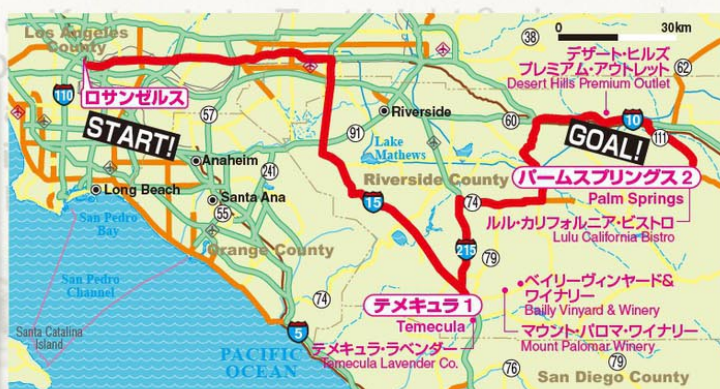 Los Angeles
County
ロサンゼルス
START!
110
57
Anaheim
241
Long Beach
Santa Ana
55
San Pedro
Bay
Orange County
San Pedro
Channel
Santa Catalina
Island
PACIFIC
OCEAN
5
74
0 30km
38
デザート・ヒルズ
プレミアム・アウトレット
Desert Hills Premium Outlet
62
Riverside
60
91
Lake
Mathews
10
111
GOAL!
Riverside County
パームスプリングス 2
Palm Springs
74
15
ルル・カリフォルニア・ビストロ
Lulu California Bistro
215
79
テメキュラ 1
Temecula
ベイリーヴィンヤード&
ワイナリー
Bailly Vinyard & Winery
マウント・パロマ・ワイナリー
Mount Palomar Winery
テメキュラ・ラベンダー
Temecula Lavender Co.
76
79
San Diego County